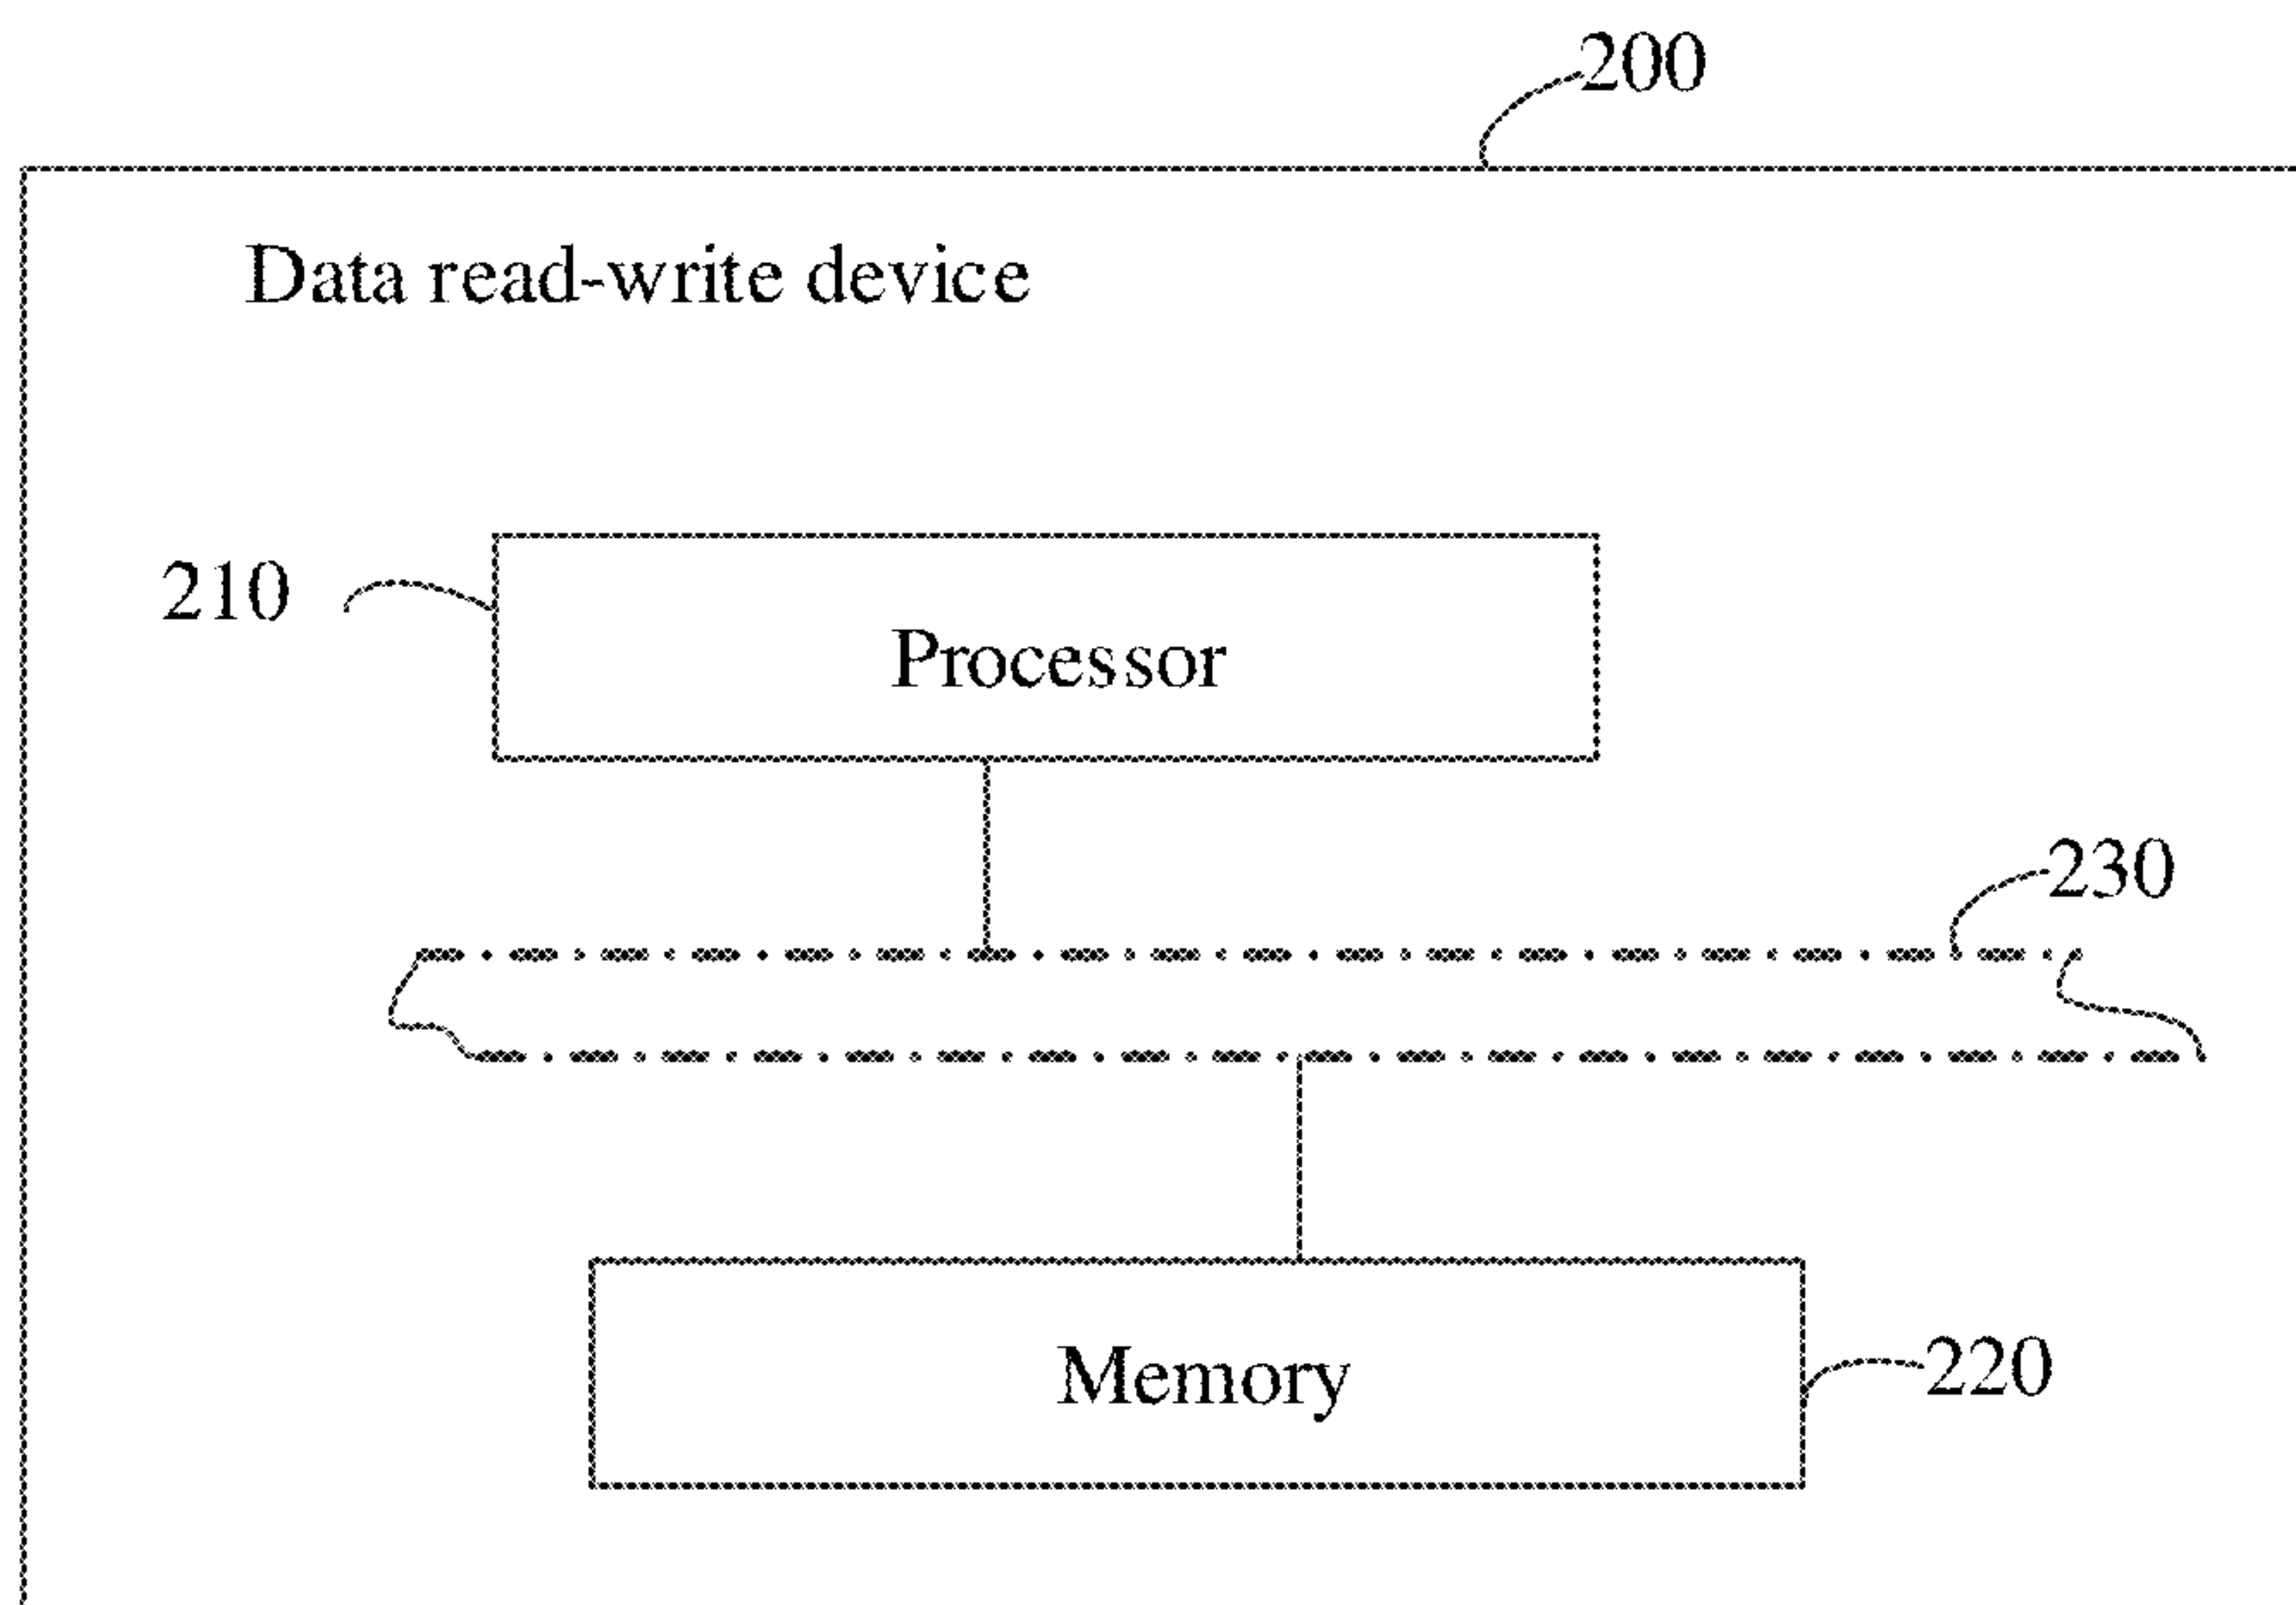 200
Data read-write device
210
Processor
230
Memory
220